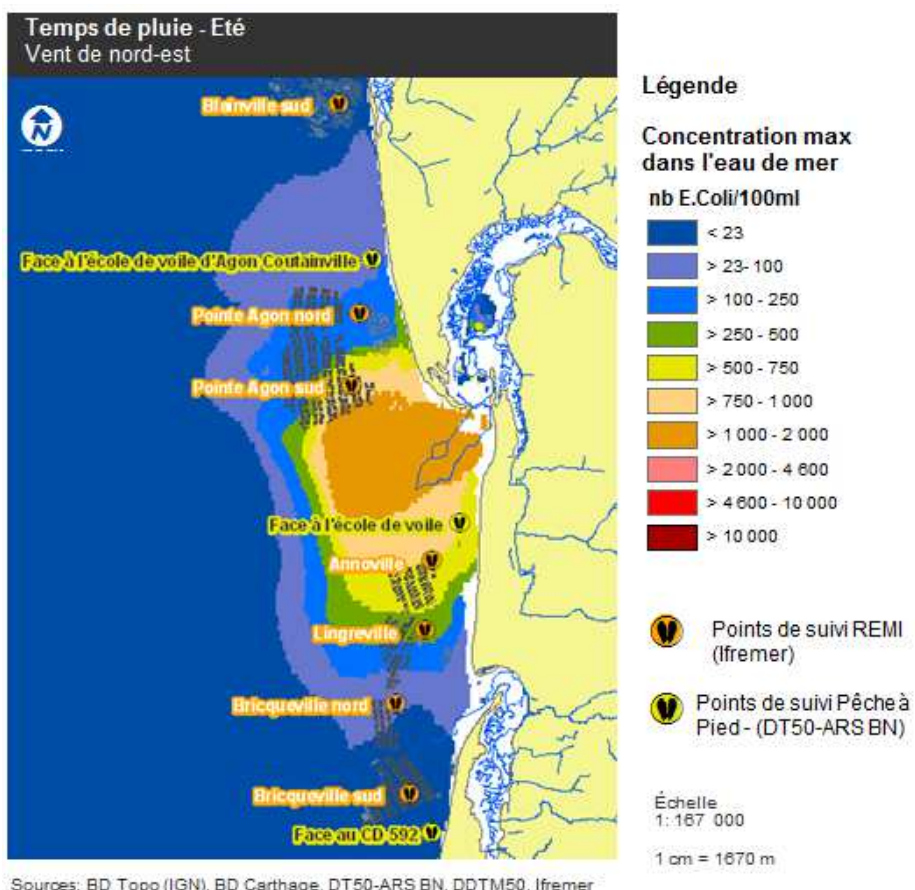 Temps de pluie - Eté
Vent de nord-est
N
Blainville sud
Face à l'école de voile d'Agon Coutainville
Pointe Agon nord
Pointe Agon sud
Face à l'école de voile
Annoville
Lingreville
Bricqueville nord
Bricqueville sud
Face au CD 592
Légende
Concentration max
dans l'eau de mer
nb E.Coli/100ml
< 23
> 23- 100
> 100 - 250
> 250 - 500
> 500 - 750
> 750 - 1 000
> 1 000 - 2 000
> 2 000 - 4 600
> 4 600 - 10 000
> 10 000
Points de suivi REMI
(Ifremer)
Points de suivi Pêche à
Pied - (DT50-ARS BN)
Échelle
1: 167 000
1 cm = 1670 m
Sources: BD Topo (IGN), BD Carthage, DT50-ARS BN, DDTM50, Ifremer